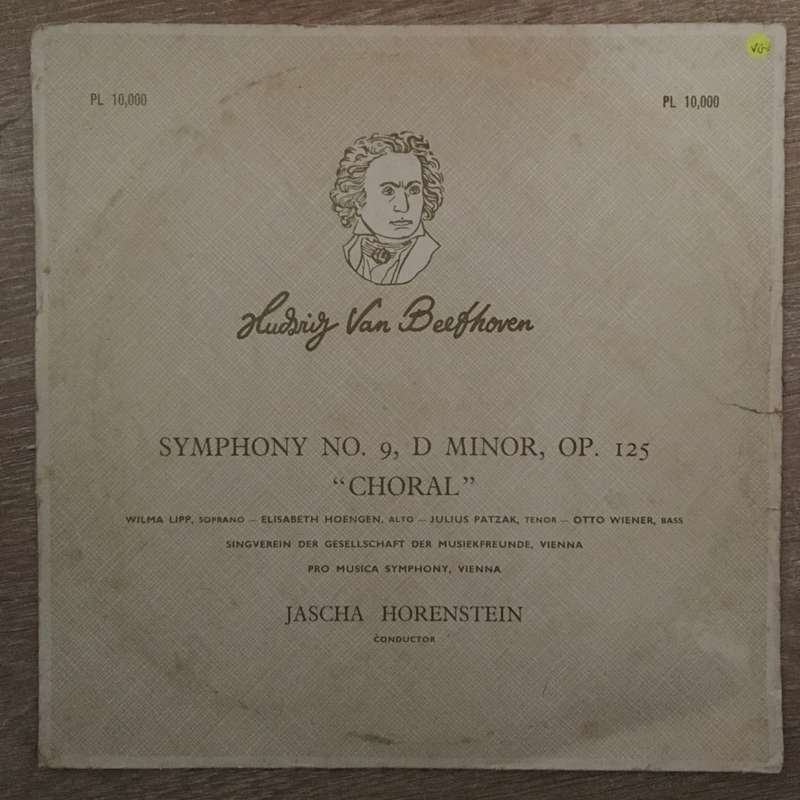 VG-
PL 10,000 PL 10,000
Ludwig Van Beethoven
SYMPHONY NO. 9, D MINOR, OP. 125
"CHORAL"
WILMA LIPP, SOPRANO – ELISABETH HOENGEN, ALTO – JULIUS PATZAK, TENOR – OTTO WIENER, BASS
SINGVEREIN DER GESELLSCHAFT DER MUSIEKFREUNDE, VIENNA
PRO MUSICA SYMPHONY, VIENNA
JASCHA HORENSTEIN
CONDUCTOR